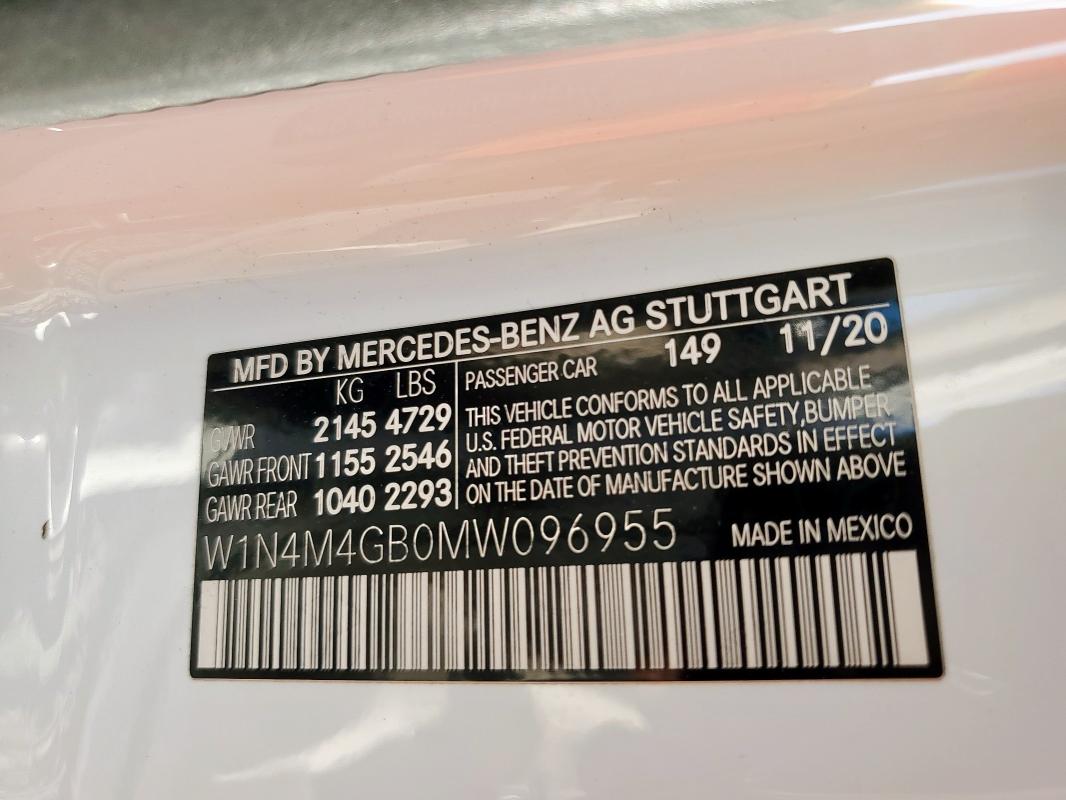 MFD BY MERCEDES-BENZ AG STUTTGART
KG LBS
GVWR 2145 4729
GAWR FRONT 1155 2546
GAWR REAR 1040 2293
PASSENGER CAR 149 11/20
THIS VEHICLE CONFORMS TO ALL APPLICABLE
U.S. FEDERAL MOTOR VEHICLE SAFETY,BUMPER
AND THEFT PREVENTION STANDARDS IN EFFECT
ON THE DATE OF MANUFACTURE SHOWN ABOVE
W1N4M4GB0MW096955 MADE IN MEXICO